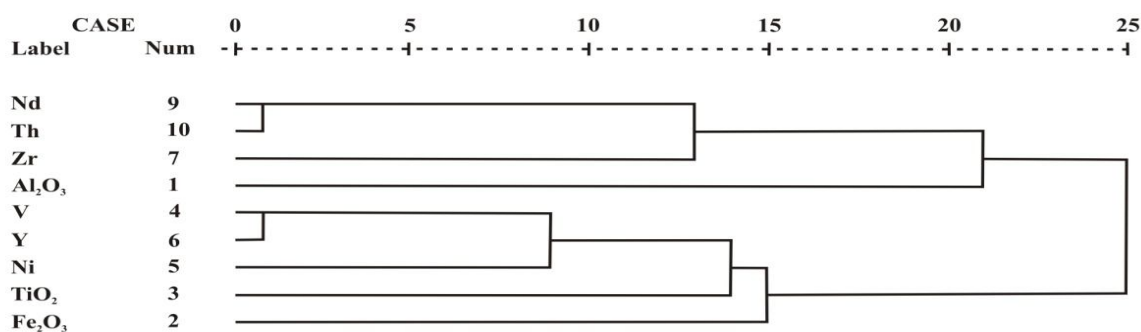 CASE 0 5 10 15 20 25
Label Num
Nd 9
Th 10
Zr 7
Al₂O₃ 1
V 4
Y 6
Ni 5
TiO₂ 3
Fe₂O₃ 2